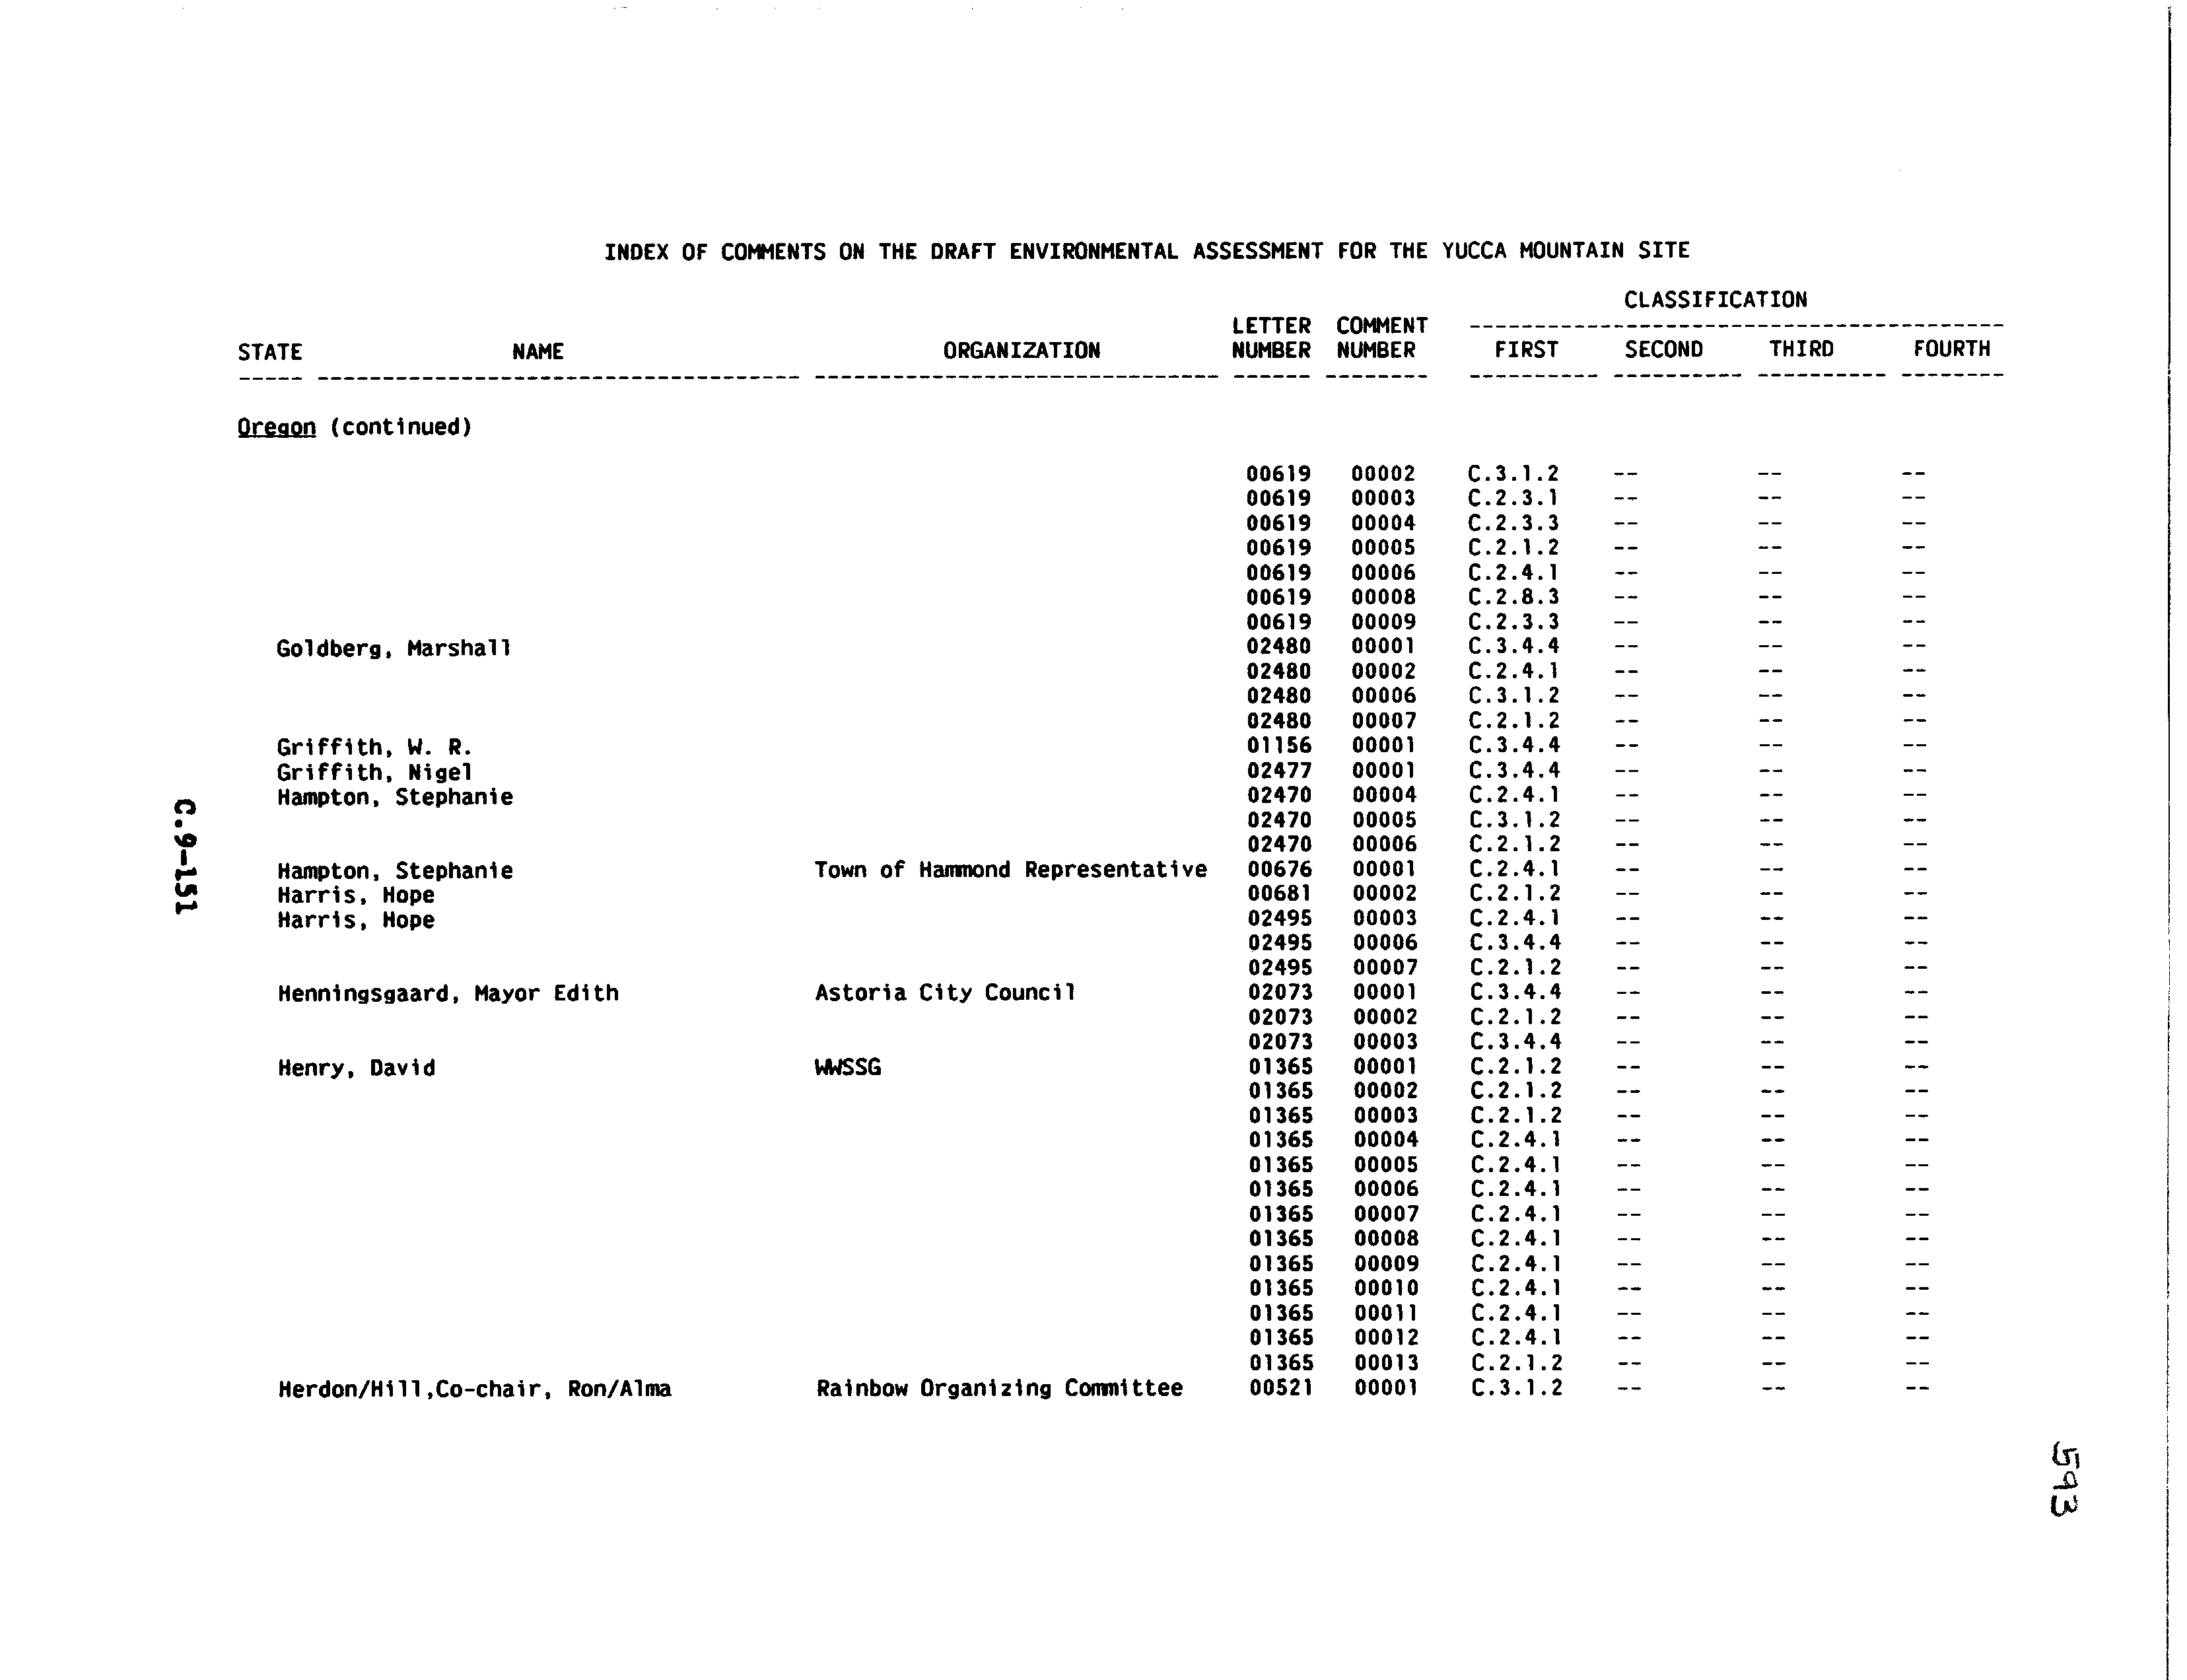 INDEX OF COMMENTS ON THE DRAFT ENVIRONMENTAL ASSESSMENT FOR THE YUCCA MOUNTAIN SITE
CLASSIFICATION
LETTER COMMENT ----------------------------------------
STATE NAME ORGANIZATION NUMBER NUMBER FIRST SECOND THIRD FOURTH
Oregon (continued)
00619 00002 C.3.1.2 -- -- --
00619 00003 C.2.3.1 -- -- --
00619 00004 C.2.3.3 -- -- --
00619 00005 C.2.1.2 -- -- --
00619 00006 C.2.4.1 -- -- --
00619 00008 C.2.8.3 -- -- --
00619 00009 C.2.3.3 -- -- --
Goldberg, Marshall 02480 00001 C.3.4.4 -- -- --
02480 00002 C.2.4.1 -- -- --
02480 00006 C.3.1.2 -- -- --
02480 00007 C.2.1.2 -- -- --
Griffith, W. R. 01156 00001 C.3.4.4 -- -- --
Griffith, Nigel 02477 00001 C.3.4.4 -- -- --
Hampton, Stephanie 02470 00004 C.2.4.1 -- -- --
02470 00005 C.3.1.2 -- -- --
02470 00006 C.2.1.2 -- -- --
Hampton, Stephanie Town of Hammond Representative 00676 00001 C.2.4.1 -- -- --
Harris, Hope 00681 00002 C.2.1.2 -- -- --
Harris, Hope 02495 00003 C.2.4.1 -- -- --
02495 00006 C.3.4.4 -- -- --
02495 00007 C.2.1.2 -- -- --
Henningsgaard, Mayor Edith Astoria City Council 02073 00001 C.3.4.4 -- -- --
02073 00002 C.2.1.2 -- -- --
02073 00003 C.3.4.4 -- -- --
Henry, David WWSSG 01365 00001 C.2.1.2 -- -- --
01365 00002 C.2.1.2 -- -- --
01365 00003 C.2.1.2 -- -- --
01365 00004 C.2.4.1 -- -- --
01365 00005 C.2.4.1 -- -- --
01365 00006 C.2.4.1 -- -- --
01365 00007 C.2.4.1 -- -- --
01365 00008 C.2.4.1 -- -- --
01365 00009 C.2.4.1 -- -- --
01365 00010 C.2.4.1 -- -- --
01365 00011 C.2.4.1 -- -- --
01365 00012 C.2.4.1 -- -- --
01365 00013 C.2.1.2 -- -- --
Herdon/Hill,Co-chair, Ron/Alma Rainbow Organizing Committee 00521 00001 C.3.1.2 -- -- --
C.9-151
593